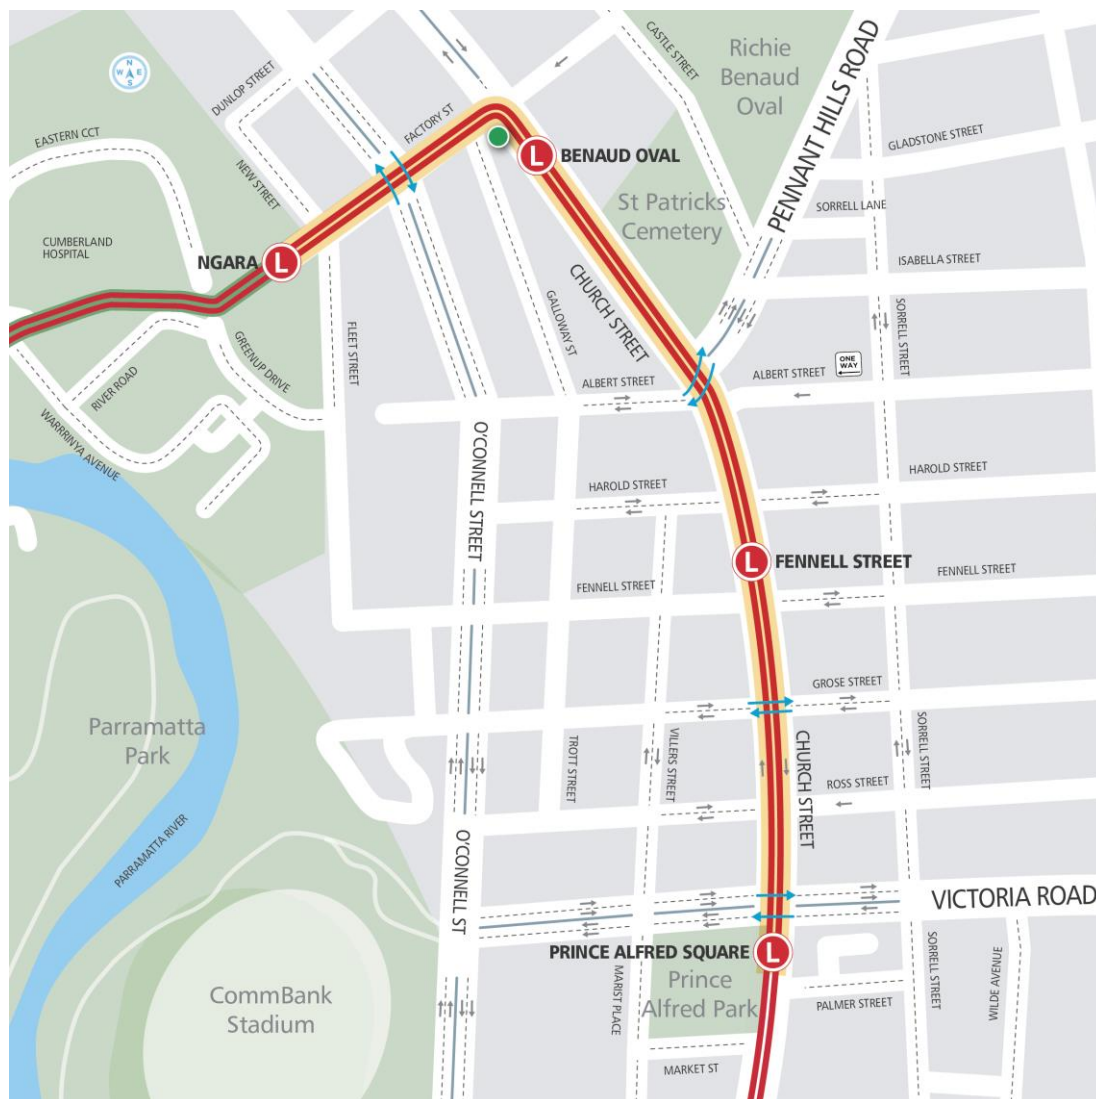 N
W E
S
DUNLOP STREET
FACTORY ST
CASTLE STREET
Richie
Benaud
Oval
PENNANT HILLS ROAD
EASTERN CCT
GLADSTONE STREET
L BENAUD OVAL
NEW STREET
St Patricks
Cemetery
SORRELL LANE
CUMBERLAND
HOSPITAL
NGARA L
ISABELLA STREET
CHURCH STREET
GALLOWAY ST
SORRELL STREET
FLEET STREET
GREENUP DRIVE
RIVER ROAD
ALBERT STREET
ALBERT STREET
ONE
WAY
WARRRINYA AVENUE
O'CONNELL STREET
HAROLD STREET
HAROLD STREET
L FENNELL STREET
FENNELL STREET
FENNELL STREET
GROSE STREET
Parramatta
Park
TROTT STREET
VILLERS STREET
CHURCH STREET
SORRELL STREET
ROSS STREET
PARRAMATTA RIVER
O'CONNELL ST
VICTORIA ROAD
PRINCE ALFRED SQUARE L
Prince
Alfred Park
CommBank
Stadium
MARIST PLACE
PALMER STREET
SORRELL STREET
WILDE AVENUE
MARKET ST